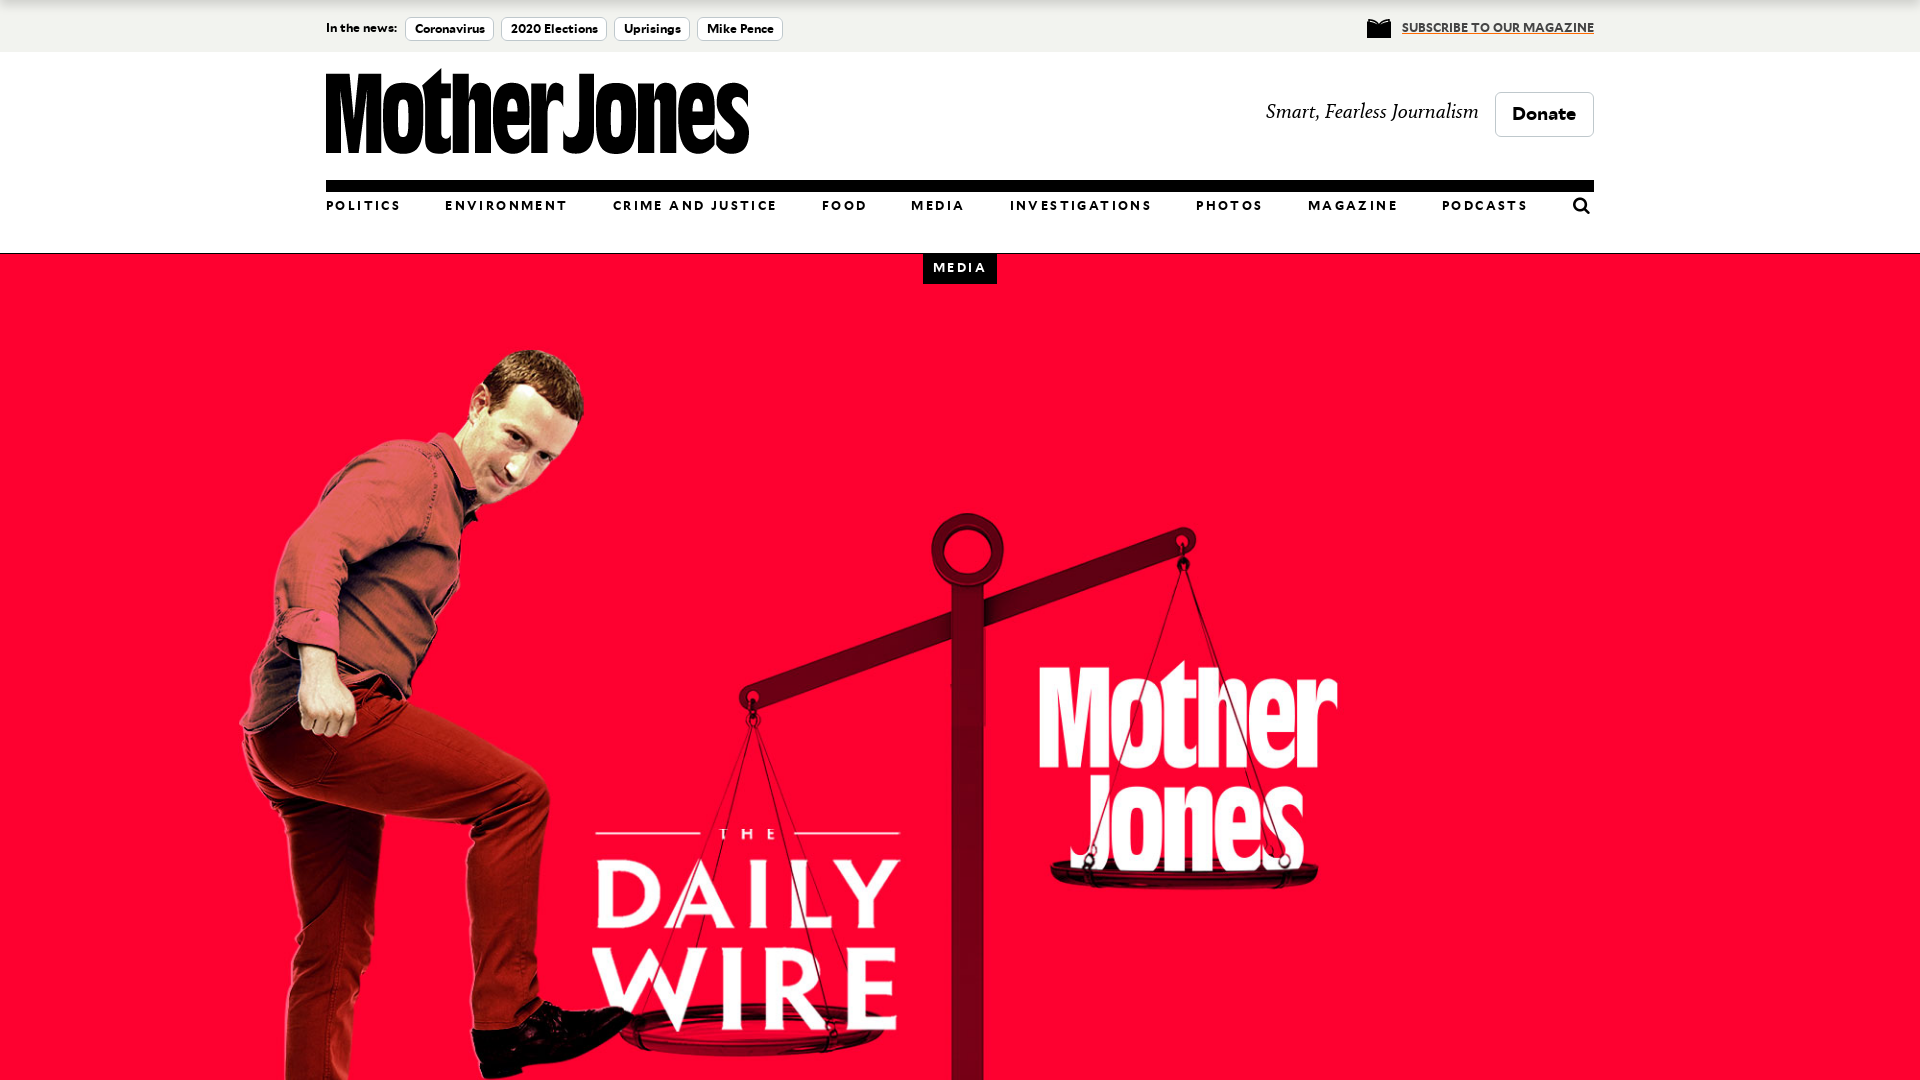 In the news: Coronavirus 2020 Elections Uprisings Mike Pence
SUBSCRIBE TO OUR MAGAZINE
Mother Jones
Smart, Fearless Journalism
Donate
POLITICS ENVIRONMENT CRIME AND JUSTICE FOOD MEDIA INVESTIGATIONS PHOTOS MAGAZINE PODCASTS
MEDIA
Mother
Jones
THE
DAILY
WIRE